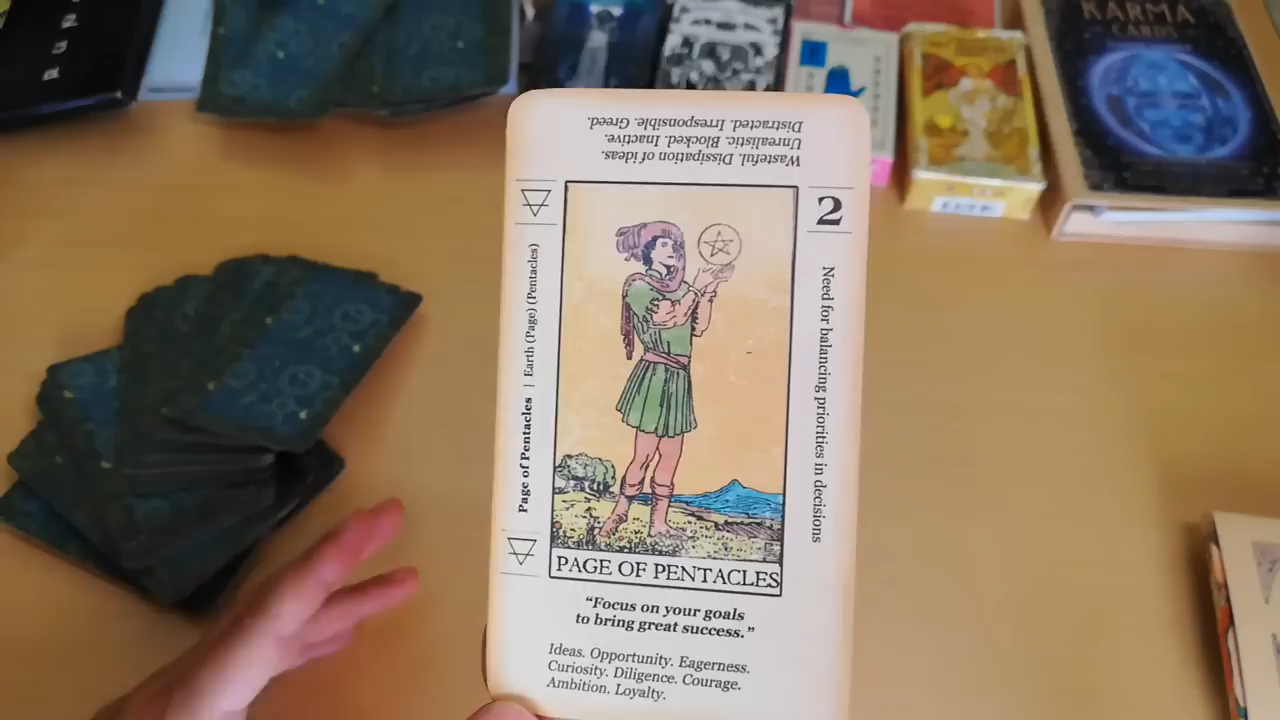 KARMA
CARDS
Distracted. Irresponsible. Greed.
Unrealistic. Blocked. Inactive.
Wasteful. Dissipation of ideas.
2
Need for balancing priorities in decisions
Page of Pentacles | Earth (Page) (Pentacles)
PAGE OF PENTACLES
“Focus on your goals
to bring great success.”
Ideas. Opportunity. Eagerness.
Curiosity. Diligence. Courage.
Ambition. Loyalty.